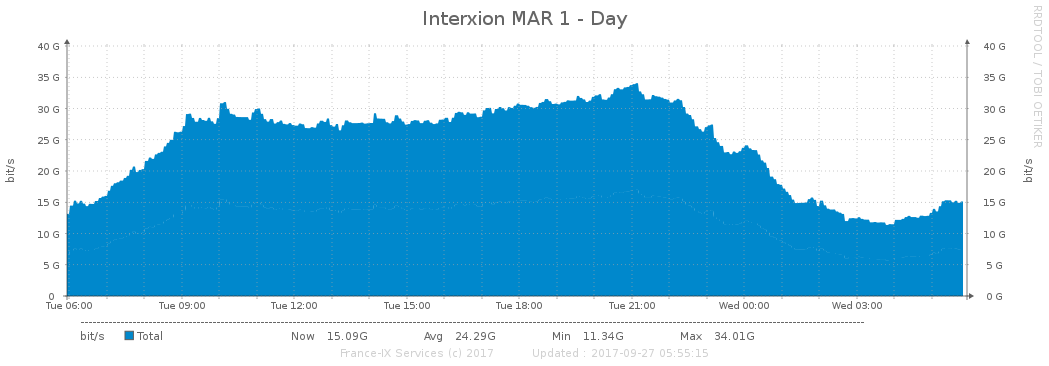 Interxion MAR 1 - Day
RRDTOOL / TOBI OETIKER
40 G 40 G
35 G 35 G
30 G 30 G
25 G 25 G
20 G 20 G
15 G 15 G
10 G 10 G
5 G 5 G
0 0 G
bit/s bit/s
Tue 06:00 Tue 09:00 Tue 12:00 Tue 15:00 Tue 18:00 Tue 21:00 Wed 00:00 Wed 03:00
bit/s Total Now 15.09G Avg 24.29G Min 11.34G Max 34.01G
France-IX Services (c) 2017 Updated : 2017-09-27 05:55:15